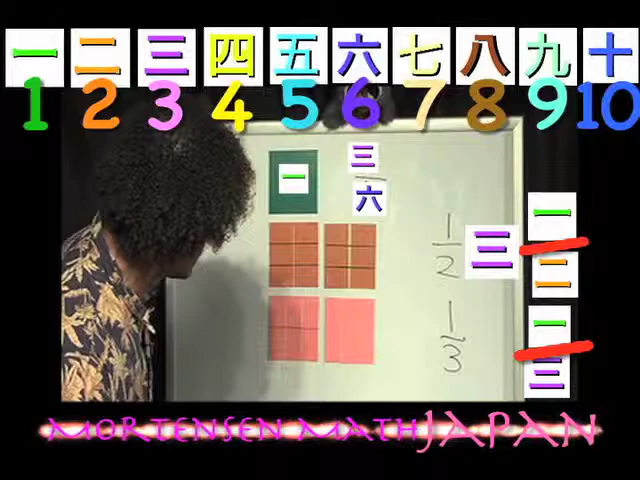 一 二 三 四 五 六 七 八 九 十
1 2 3 4 5 6 7 8 9 10
一
三
六
1
2
1
3
三
一
二
一
三
MORTENSEN MATH JAPAN